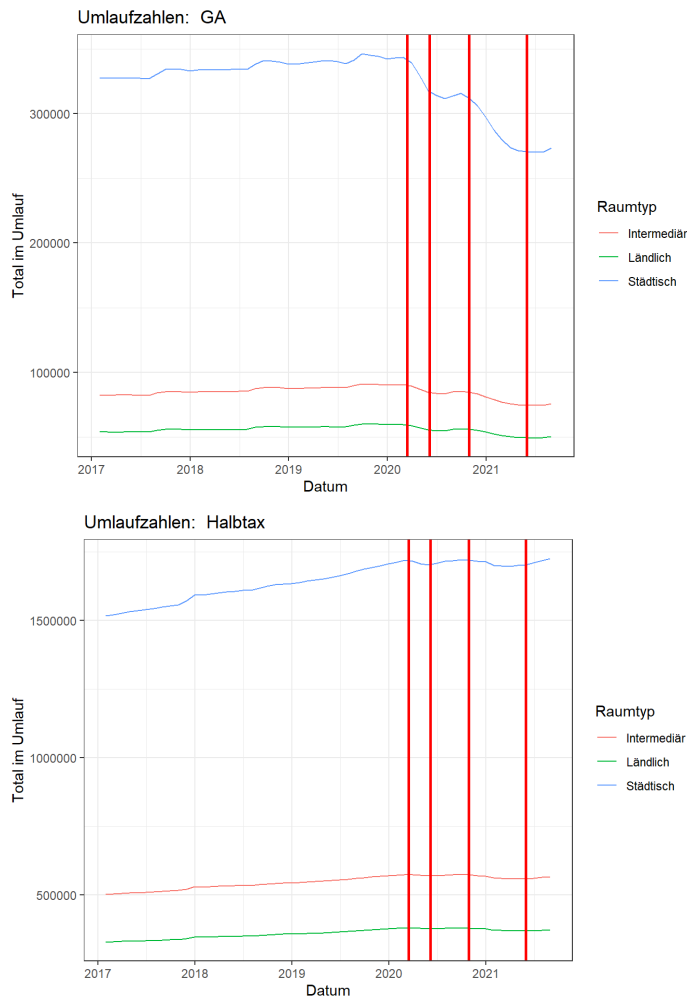 Umlaufzahlen:  GA
Total im Umlauf
300000
200000
100000
2017 2018 2019 2020 2021
Datum
Raumtyp
Intermediär
Ländlich
Städtisch
Umlaufzahlen:  Halbtax
Total im Umlauf
1500000
1000000
500000
2017 2018 2019 2020 2021
Datum
Raumtyp
Intermediär
Ländlich
Städtisch